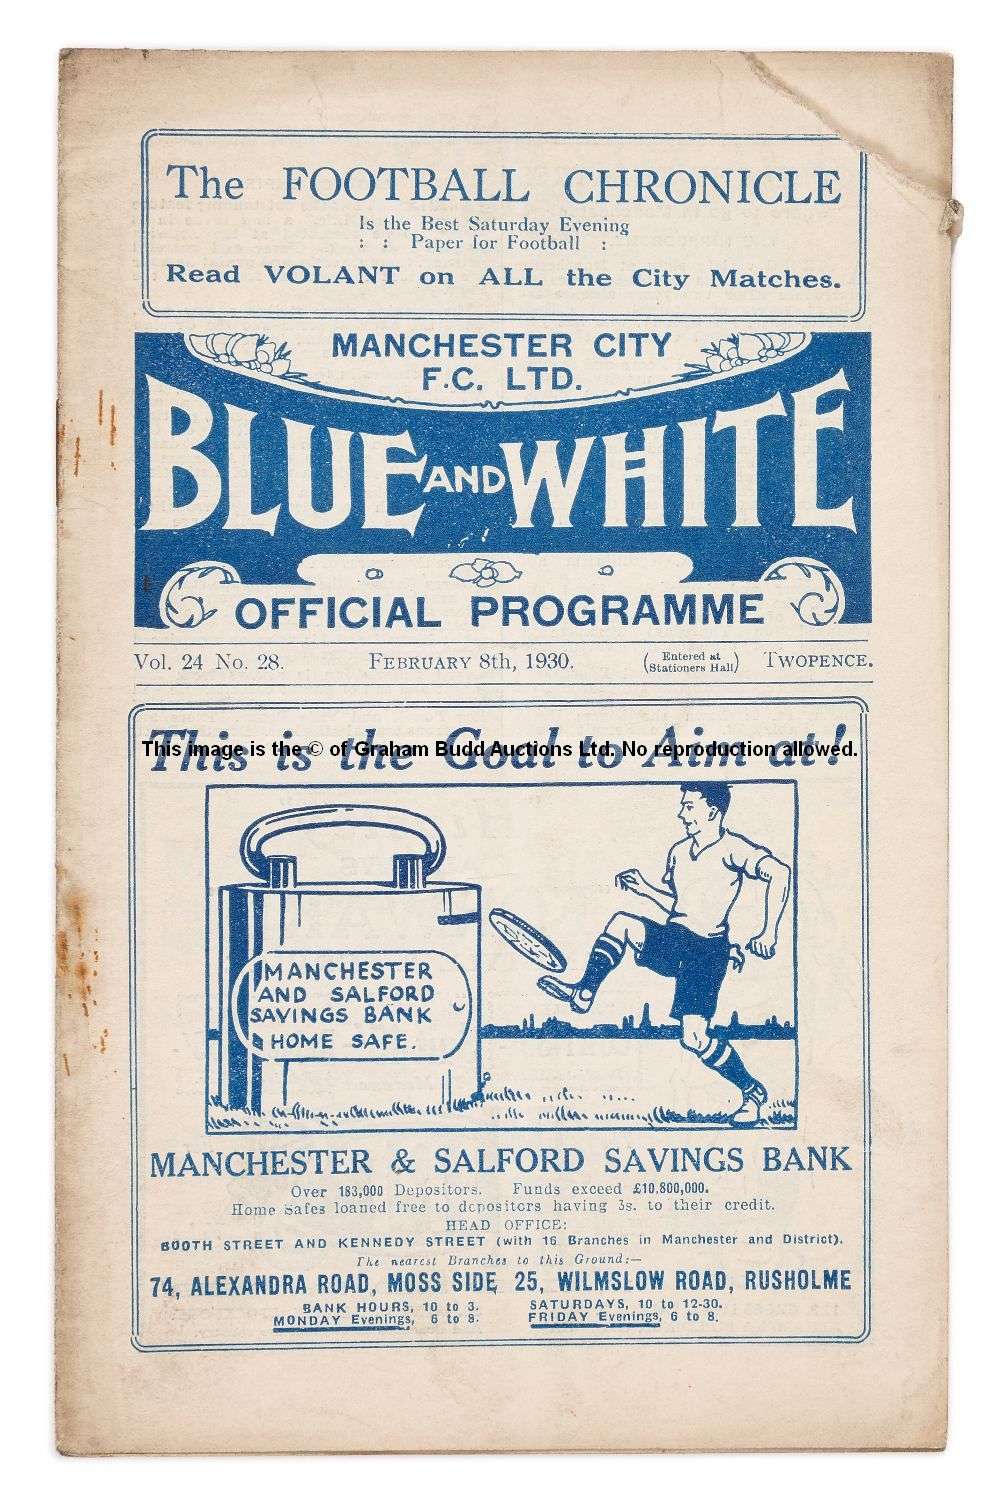 The FOOTBALL CHRONICLE
Is the Best Saturday Evening
: : Paper for Football :
Read VOLANT on ALL the City Matches.
MANCHESTER CITY
F.C. LTD.
BLUE AND WHITE
OFFICIAL PROGRAMME
Vol. 24 No. 28. FEBRUARY 8th, 1930. (Entered at Stationers Hall) TWOPENCE.
This is the Goal to Aim at!
This image is the © of Graham Budd Auctions Ltd. No reproduction allowed.
MANCHESTER
AND SALFORD
SAVINGS BANK
HOME SAFE.
MANCHESTER & SALFORD SAVINGS BANK
Over 183,000 Depositors. Funds exceed £10,800,000.
Home Safes loaned free to depositors having 3s. to their credit.
HEAD OFFICE:
BOOTH STREET AND KENNEDY STREET (with 16 Branches in Manchester and District).
The nearest Branches to this Ground:—
74, ALEXANDRA ROAD, MOSS SIDE, 25, WILMSLOW ROAD, RUSHOLME
BANK HOURS, 10 to 3. SATURDAYS, 10 to 12-30.
MONDAY Evenings, 6 to 8. FRIDAY Evenings, 6 to 8.